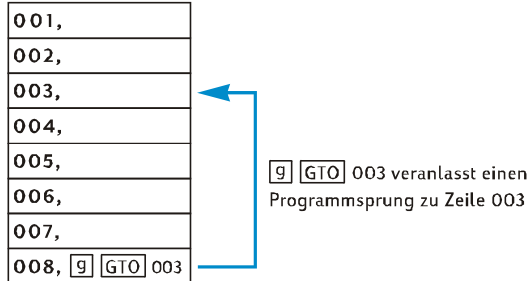 001,
002,
003,
004,
005,
006,
007,
008, g GTO 003
g GTO 003 veranlasst einen
Programmsprung zu Zeile 003